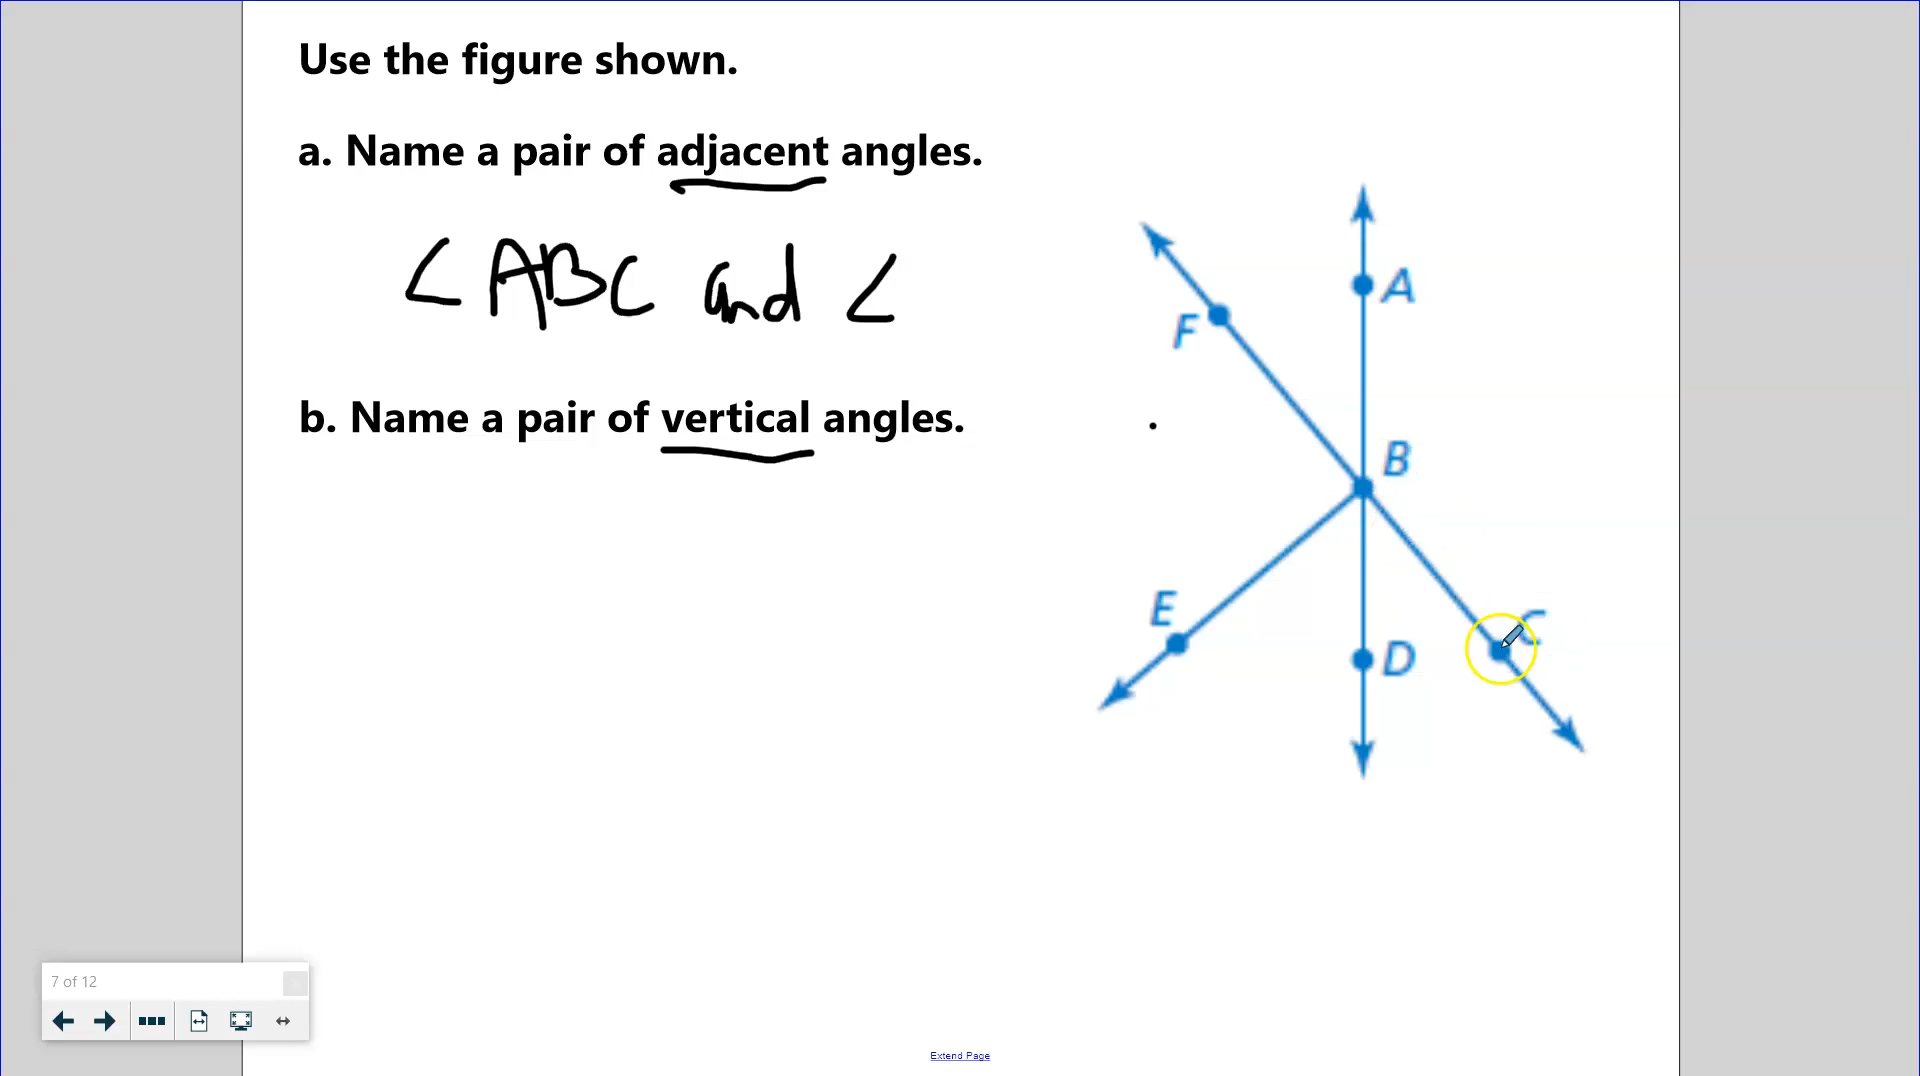 Use the figure shown.
a. Name a pair of adjacent angles.
∠ABC and ∠
b. Name a pair of vertical angles.
A
F
B
E
D
C
7 of 12
Extend Page